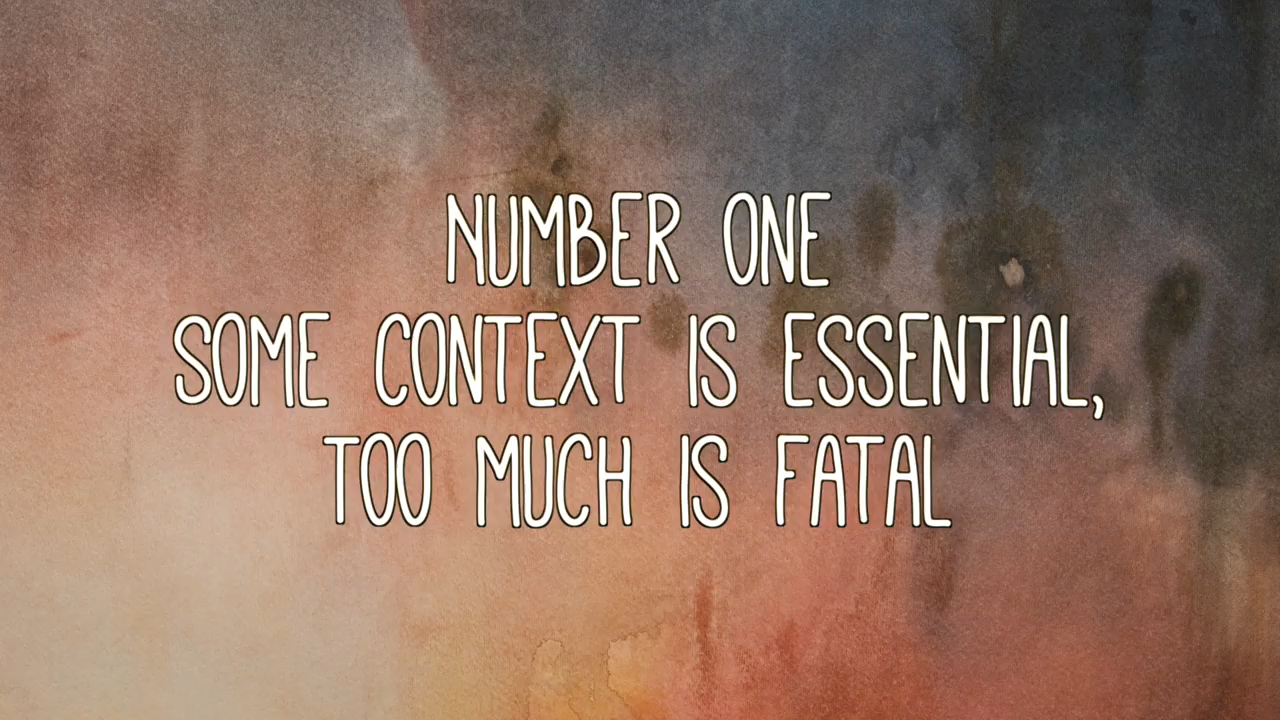 NUMBER ONE
SOME CONTEXT IS ESSENTIAL,
TOO MUCH IS FATAL